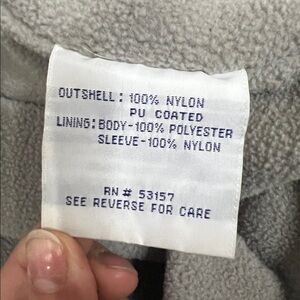 OUTSHELL: 100% NYLON
PU COATED
LINING: BODY-100% POLYESTER
SLEEVE-100% NYLON
RN # 53157
SEE REVERSE FOR CARE